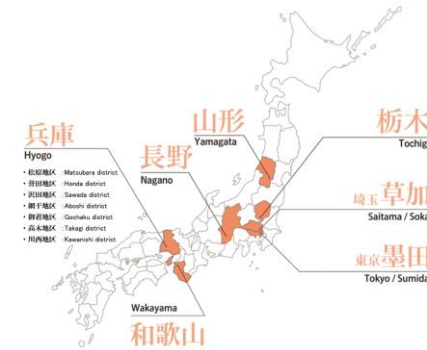 兵庫
Hyogo
・松原地区 : Matsubara district
・誉田地区 : Honda district
・沢田地区 : Sawada district
・網干地区 : Aboshi district
・御着地区 : Gochaku district
・高木地区 : Takagi district
・川西地区 : Kawanishi district
山形
Yamagata
長野
Nagano
栃木
Tochig
埼玉 草加
Saitama / Soka
東京 墨田
Tokyo / Sumida
Wakayama
和歌山